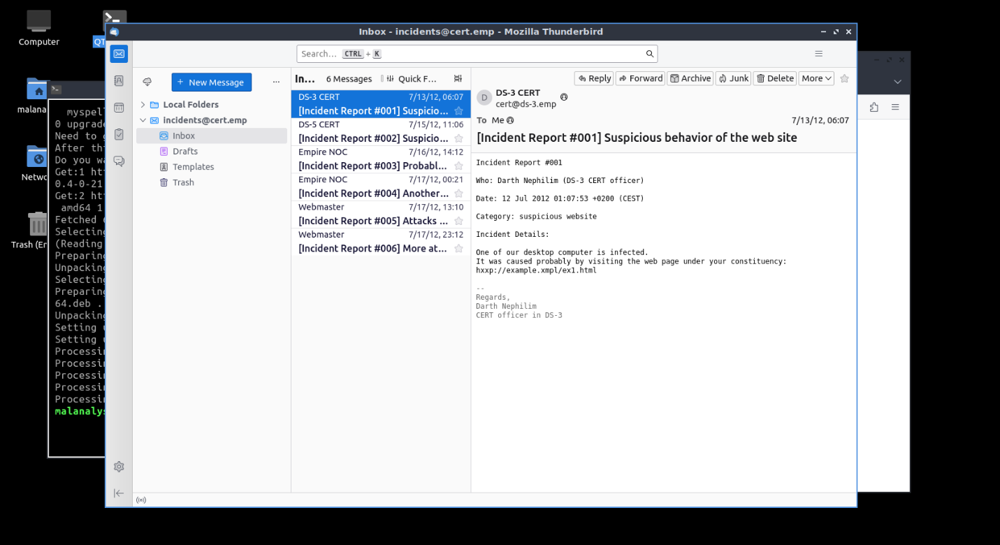 Computer
QT
malana
Netwo
Trash (Em
myspell
0 upgrade
Need to g
After thi
Do you wa
Get:1 htt
0.4-0-21
Get:2 htt
amd64 1
Fetched 6
Selecting
(Reading
Preparing
Unpacking
Selecting
Preparing
64.deb .
Unpacking
Setting u
Setting u
Processin
Processin
Processin
Processin
Processin
malanalys
Inbox - incidents@cert.emp - Mozilla Thunderbird
Search... CTRL + K
+ New Message
Local Folders
incidents@cert.emp
Inbox
Drafts
Templates
Trash
In... 6 Messages Quick F...
DS-3 CERT 7/13/12, 06:07
[Incident Report #001] Suspicio...
DS-5 CERT 7/15/12, 11:06
[Incident Report #002] Suspicio...
Empire NOC 7/16/12, 14:12
[Incident Report #003] Probabl...
Empire NOC 7/17/12, 00:21
[Incident Report #004] Another...
Webmaster 7/17/12, 13:10
[Incident Report #005] Attacks ...
Webmaster 7/17/12, 23:12
[Incident Report #006] More at...
Reply Forward Archive Junk Delete More
D
DS-3 CERT
cert@ds-3.emp
To Me 7/13/12, 06:07
[Incident Report #001] Suspicious behavior of the web site
Incident Report #001
Who: Darth Nephilim (DS-3 CERT officer)
Date: 12 Jul 2012 01:07:53 +0200 (CEST)
Category: suspicious website
Incident Details:
One of our desktop computer is infected.
It was caused probably by visiting the web page under your constituency:
hxxp://example.xmpl/ex1.html
--
Regards,
Darth Nephilim
CERT officer in DS-3